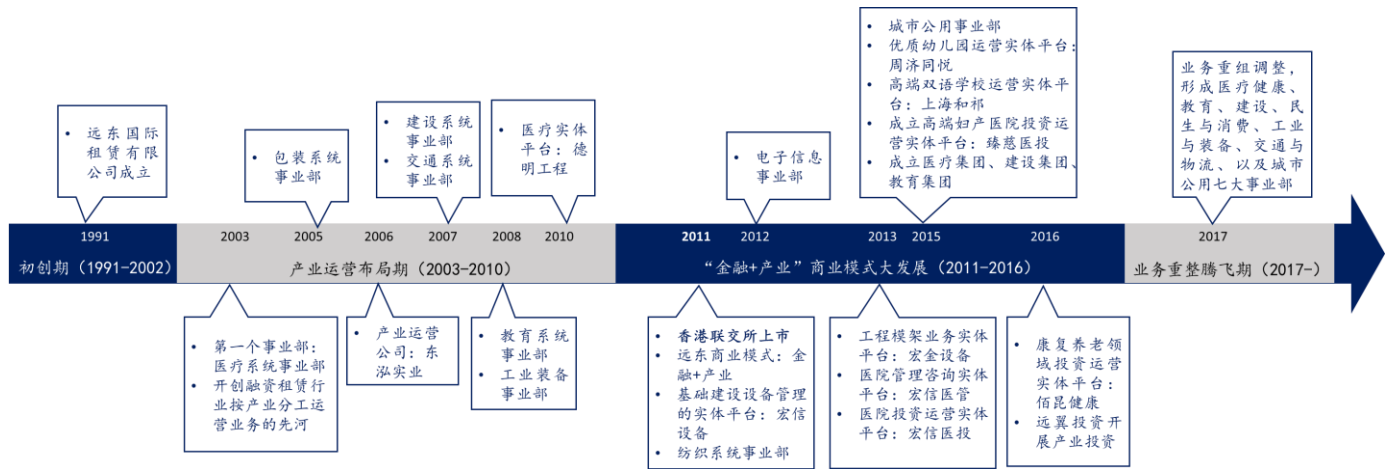 • 远东国际
租赁有限
公司成立
• 包装系统
事业部
• 建设系统
事业部
• 交通系统
事业部
• 医疗实体
平台：德
明工程
• 电子信息
事业部
• 城市公用事业部
• 优质幼儿园运营实体平台：
周济同悦
• 高端双语学校运营实体平
台：上海和祁
• 成立高端妇产医院投资运
营实体平台：臻慈医投
• 成立医疗集团、建设集团、
教育集团
业务重组调整，
形成医疗健康、
教育、建设、民
生与消费、工业
与装备、交通与
物流、以及城市
公用七大事业部
1991
2003
2005
2006
2007
2008
2010
2011
2012
2013
2015
2016
2017
初创期（1991-2002）
产业运营布局期（2003-2010）
“金融+产业”商业模式大发展（2011-2016）
业务重整腾飞期（2017-）
• 第一个事业部：
医疗系统事业部
• 开创融资租赁行
业按产业分工运
营业务的先河
• 产业运营
公司：东
泓实业
• 教育系统
事业部
• 工业装备
事业部
• 香港联交所上市
• 远东商业模式：金
融+产业
• 基础建设设备管理
的实体平台：宏信
设备
• 纺织系统事业部
• 工程模架业务实体
平台：宏金设备
• 医院管理咨询实体
平台：宏信医管
• 医院投资运营实体
平台：宏信医投
• 康复养老领
域投资运营
实体平台：
佰昆健康
• 远翼投资开
展产业投资